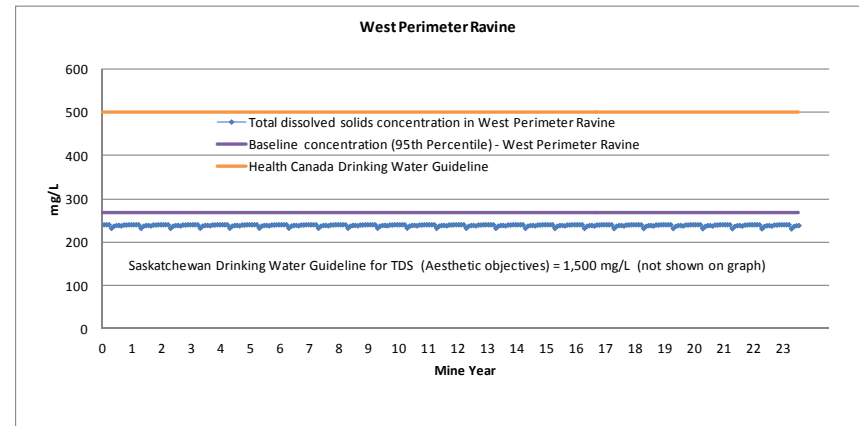 West Perimeter Ravine
600
500
400
300
200
100
0
mg/L
Total dissolved solids concentration in West Perimeter Ravine
Baseline concentration (95th Percentile) - West Perimeter Ravine
Health Canada Drinking Water Guideline
Saskatchewan Drinking Water Guideline for TDS (Aesthetic objectives) = 1,500 mg/L (not shown on graph)
0 1 2 3 4 5 6 7 8 9 10 11 12 13 14 15 16 17 18 19 20 21 22 23
Mine Year